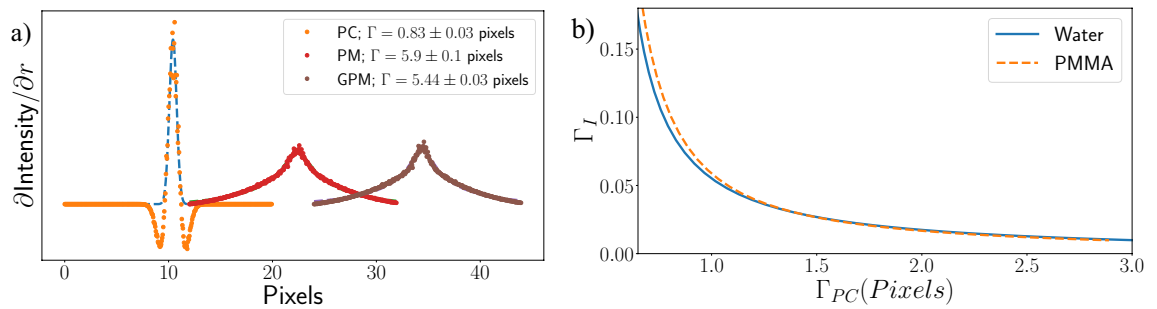 a)
∂Intensity/∂r
PC; Γ = 0.83 ± 0.03 pixels
PM; Γ = 5.9 ± 0.1 pixels
GPM; Γ = 5.44 ± 0.03 pixels
0 10 20 30 40
Pixels
b)
Γ_I
0.15
0.10
0.05
0.00
Water
PMMA
1.0 1.5 2.0 2.5 3.0
Γ_PC(Pixels)